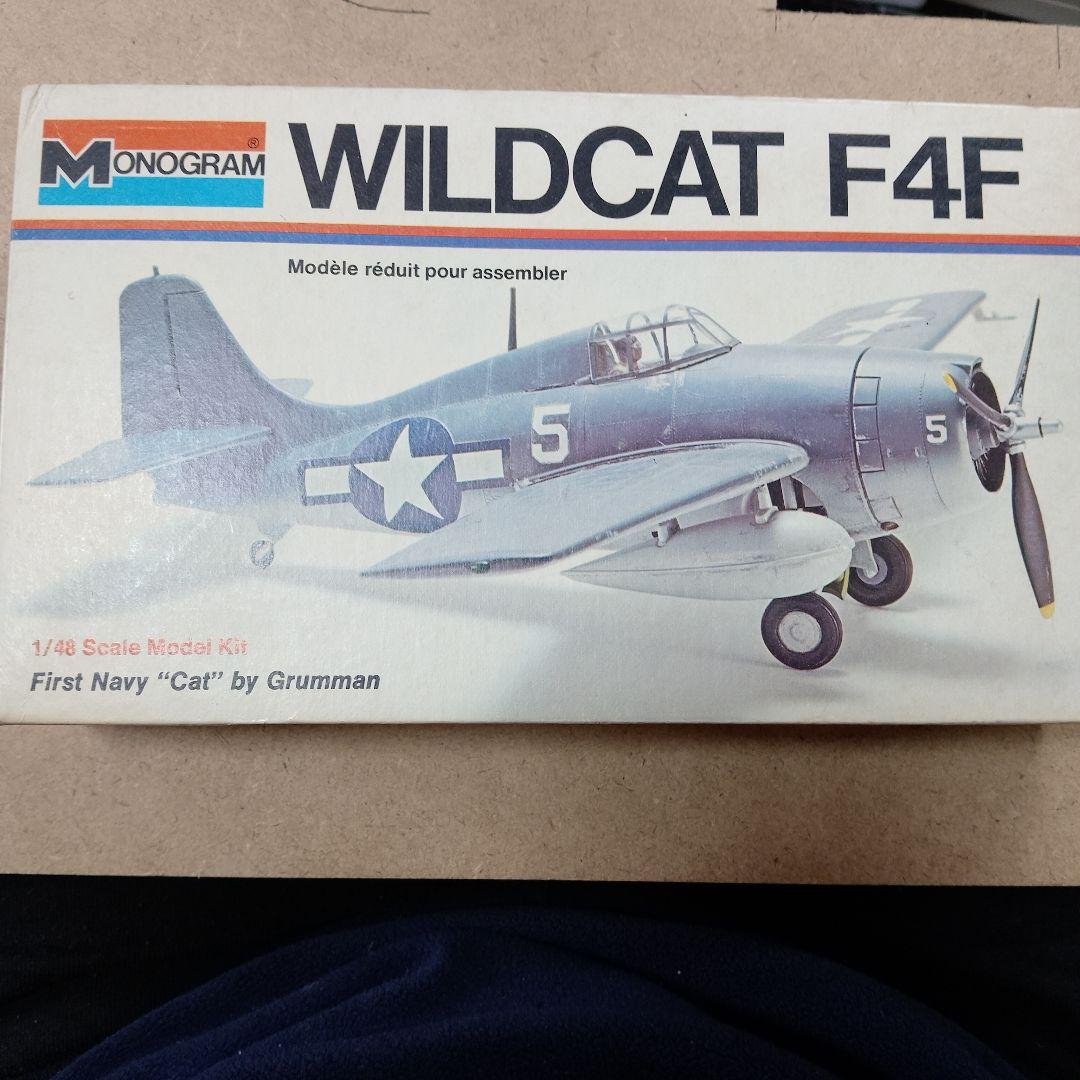 MONOGRAM®
WILDCAT F4F
Modèle réduit pour assembler
5
5
1/48 Scale Model Kit
First Navy “Cat” by Grumman